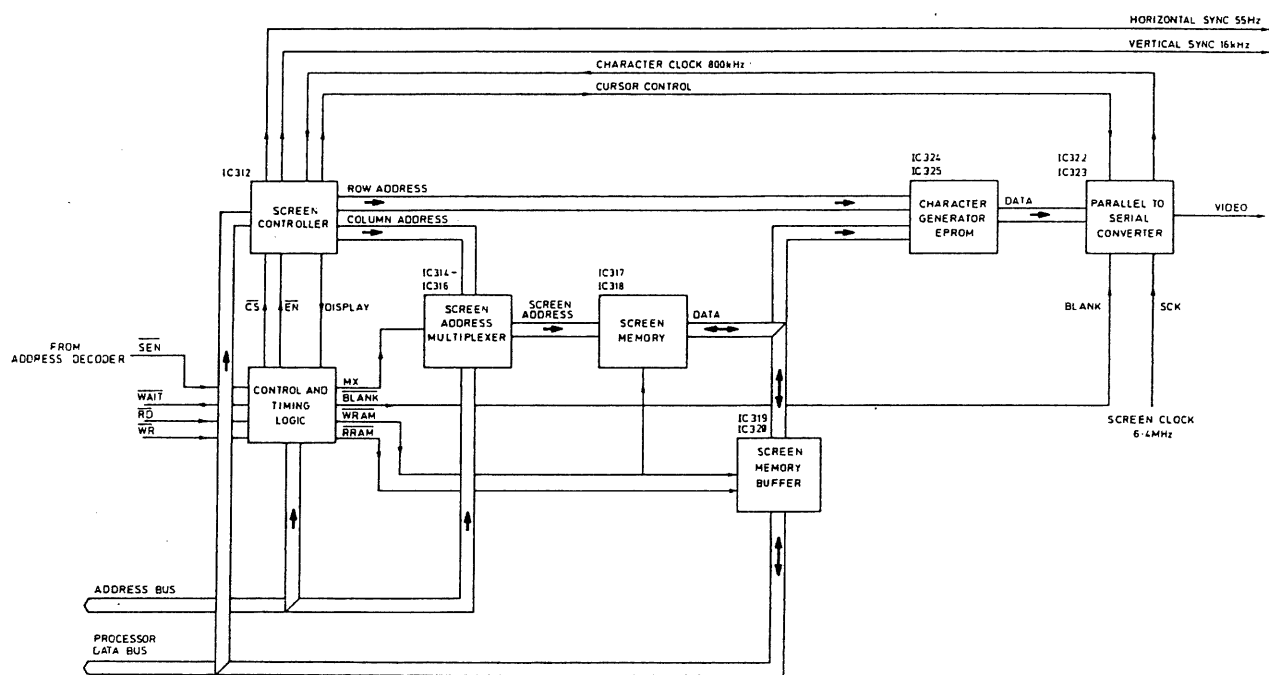 HORIZONTAL SYNC 55Hz
VERTICAL SYNC 16kHz
CHARACTER CLOCK 800kHz
CURSOR CONTROL
IC312
SCREEN
CONTROLLER
ROW ADDRESS
COLUMN ADDRESS
IC324
IC325
CHARACTER
GENERATOR
EPROM
DATA
IC322
IC323
PARALLEL TO
SERIAL
CONVERTER
VIDEO
CS
EN
DISPLAY
IC314-
IC316
SCREEN
ADDRESS
MULTIPLEXER
SCREEN
ADDRESS
IC317
IC318
SCREEN
MEMORY
DATA
BLANK
SCK
FROM
ADDRESS DECODER
SEN
WAIT
RD
WR
CONTROL AND
TIMING
LOGIC
MX
BLANK
WRAM
RRAM
IC319
IC320
SCREEN
MEMORY
BUFFER
SCREEN CLOCK
6·4MHz
ADDRESS BUS
PROCESSOR
DATA BUS